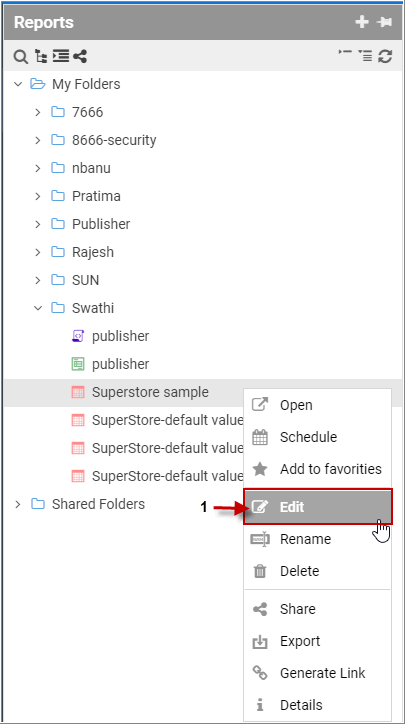 Reports
My Folders
7666
8666-security
nbanu
Pratima
Publisher
Rajesh
SUN
Swathi
publisher
publisher
Superstore sample
SuperStore-default value
SuperStore-default value
SuperStore-default value
Shared Folders
Open
Schedule
Add to favorites
1
Edit
Rename
Delete
Share
Export
Generate Link
Details